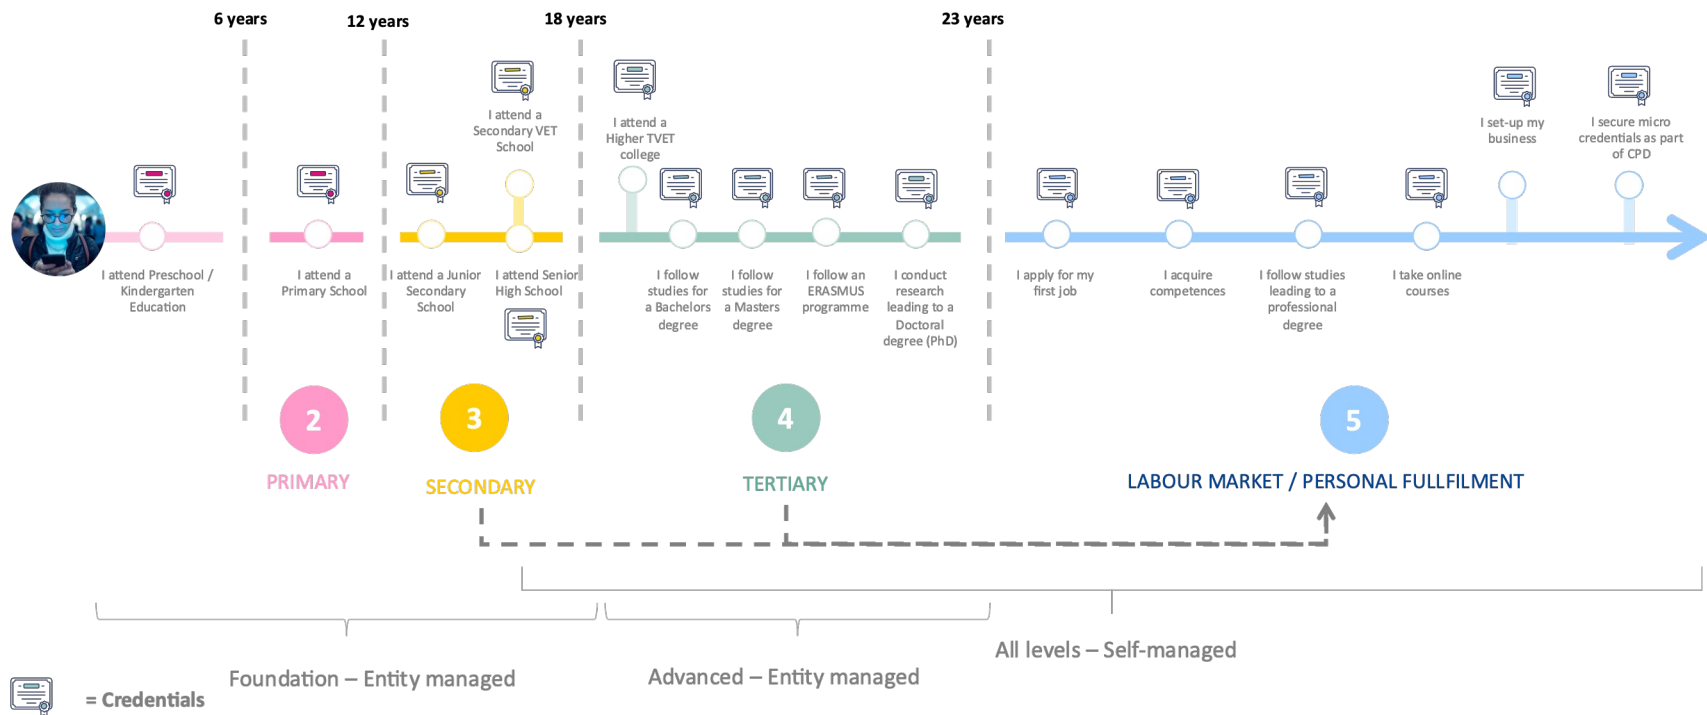 6 years
12 years
18 years
23 years
I attend a
Secondary VET
School
I attend a
Higher TVET
college
I set-up my
business
I secure micro
credentials as part
of CPD
I attend Preschool /
Kindergarten
Education
I attend a
Primary School
I attend a Junior
Secondary
School
I attend Senior
High School
I follow
studies for
a Bachelors
degree
I follow
studies for
a Masters
degree
I follow an
ERASMUS
programme
I conduct
research
leading to a
Doctoral
degree (PhD)
I apply for my
first job
I acquire
competences
I follow studies
leading to a
professional
degree
I take online
courses
2
3
4
5
PRIMARY
SECONDARY
TERTIARY
LABOUR MARKET / PERSONAL FULLFILMENT
All levels – Self-managed
Foundation – Entity managed
Advanced – Entity managed
= Credentials